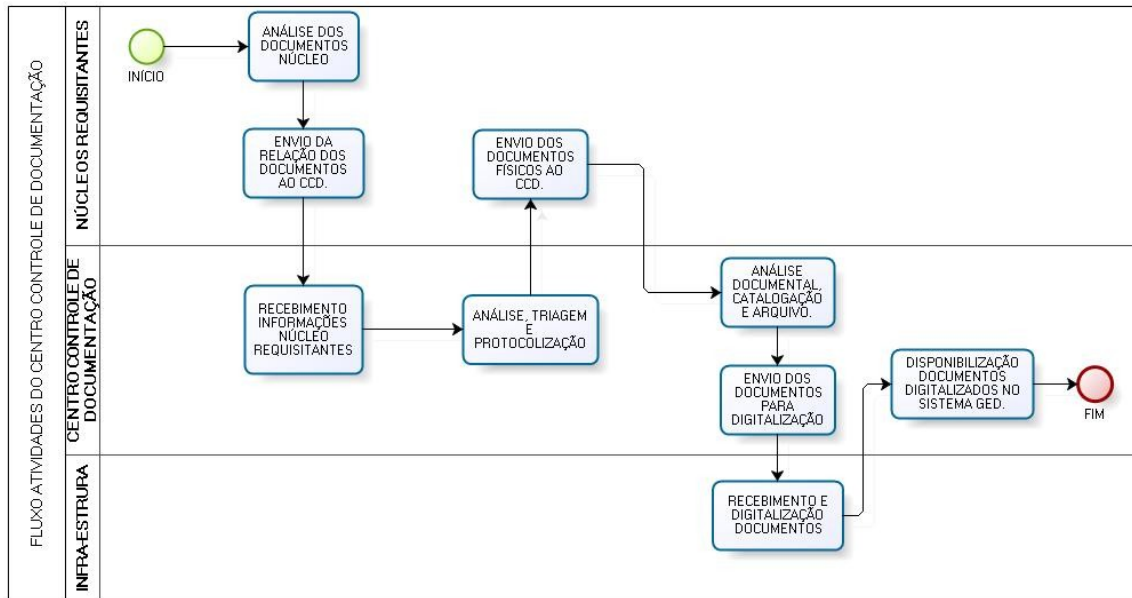 FLUXO ATIVIDADES DO CENTRO CONTROLE DE DOCUMENTAÇÃO
NÚCLEOS REQUISITANTES
INÍCIO
ANÁLISE DOS
DOCUMENTOS
NÚCLEO
ENVIO DA
RELAÇÃO DOS
DOCUMENTOS
AO CCD.
ENVIO DOS
DOCUMENTOS
FÍSICOS AO
CCD.
CENTRO CONTROLE DE
DOCUMENTAÇÃO
RECEBIMENTO
INFORMAÇÕES
NÚCLEO
REQUISITANTES
ANÁLISE, TRIAGEM
E
PROTOCOLIZAÇÃO
ANÁLISE
DOCUMENTAL,
CATALOGAÇÃO
E ARQUIVO.
ENVIO DOS
DOCUMENTOS
PARA
DIGITALIZAÇÃO
DISPONIBILIZAÇÃO
DOCUMENTOS
DIGITALIZADOS NO
SISTEMA GED.
FIM
INFRA-ESTRURA
RECEBIMENTO E
DIGITALIZAÇÃO
DOCUMENTOS